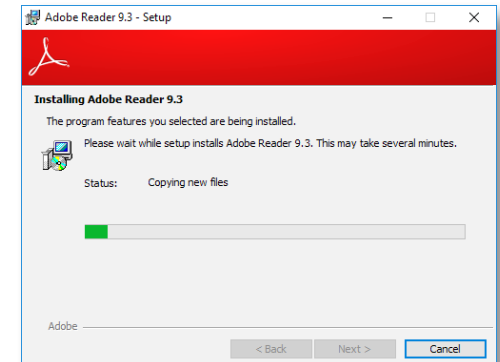 Adobe Reader 9.3 - Setup
Installing Adobe Reader 9.3
The program features you selected are being installed.
Please wait while setup installs Adobe Reader 9.3. This may take several minutes.
Status: Copying new files
Adobe
< Back Next > Cancel